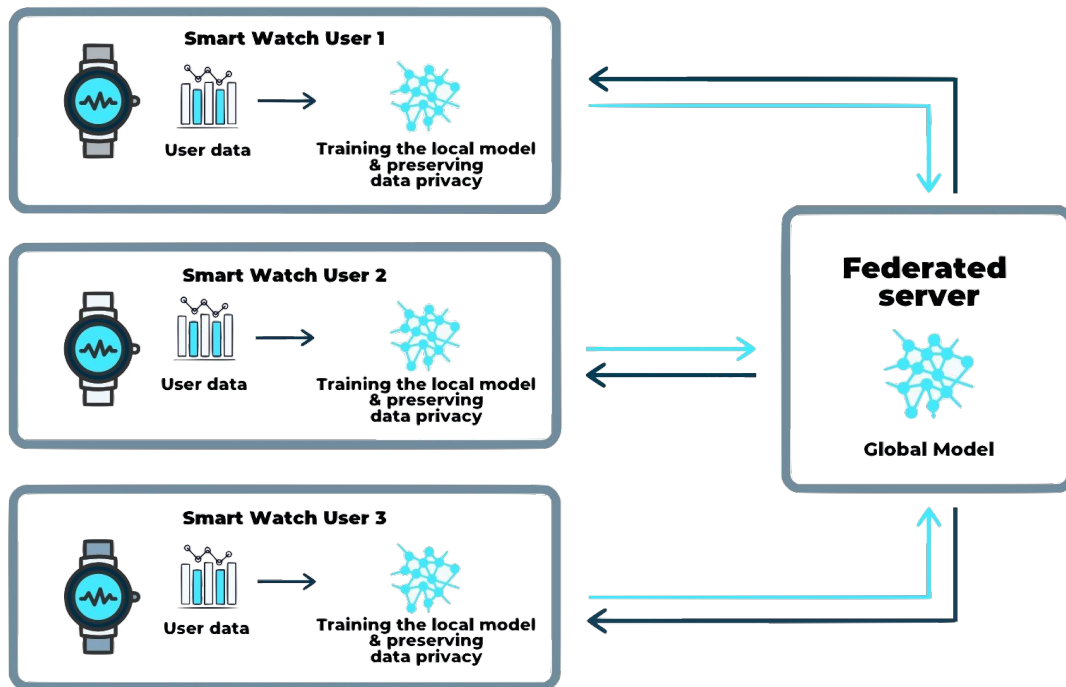 Smart Watch User 1
User data
Training the local model
& preserving
data privacy
Smart Watch User 2
User data
Training the local model
& preserving
data privacy
Smart Watch User 3
User data
Training the local model
& preserving
data privacy
Federated
server
Global Model